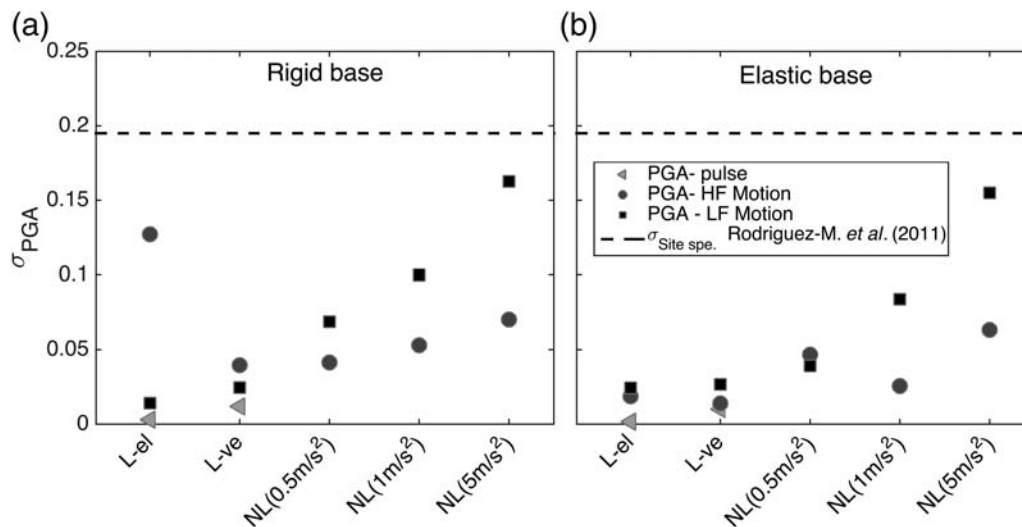 (a)
(b)
Rigid base
Elastic base
0.25
0.2
0.15
0.1
0.05
0
σPGA
PGA- pulse
PGA- HF Motion
PGA - LF Motion
σSite spe. Rodriguez-M. et al. (2011)
L-el
L-ve
NL(0.5m/s²)
NL(1m/s²)
NL(5m/s²)
L-el
L-ve
NL(0.5m/s²)
NL(1m/s²)
NL(5m/s²)